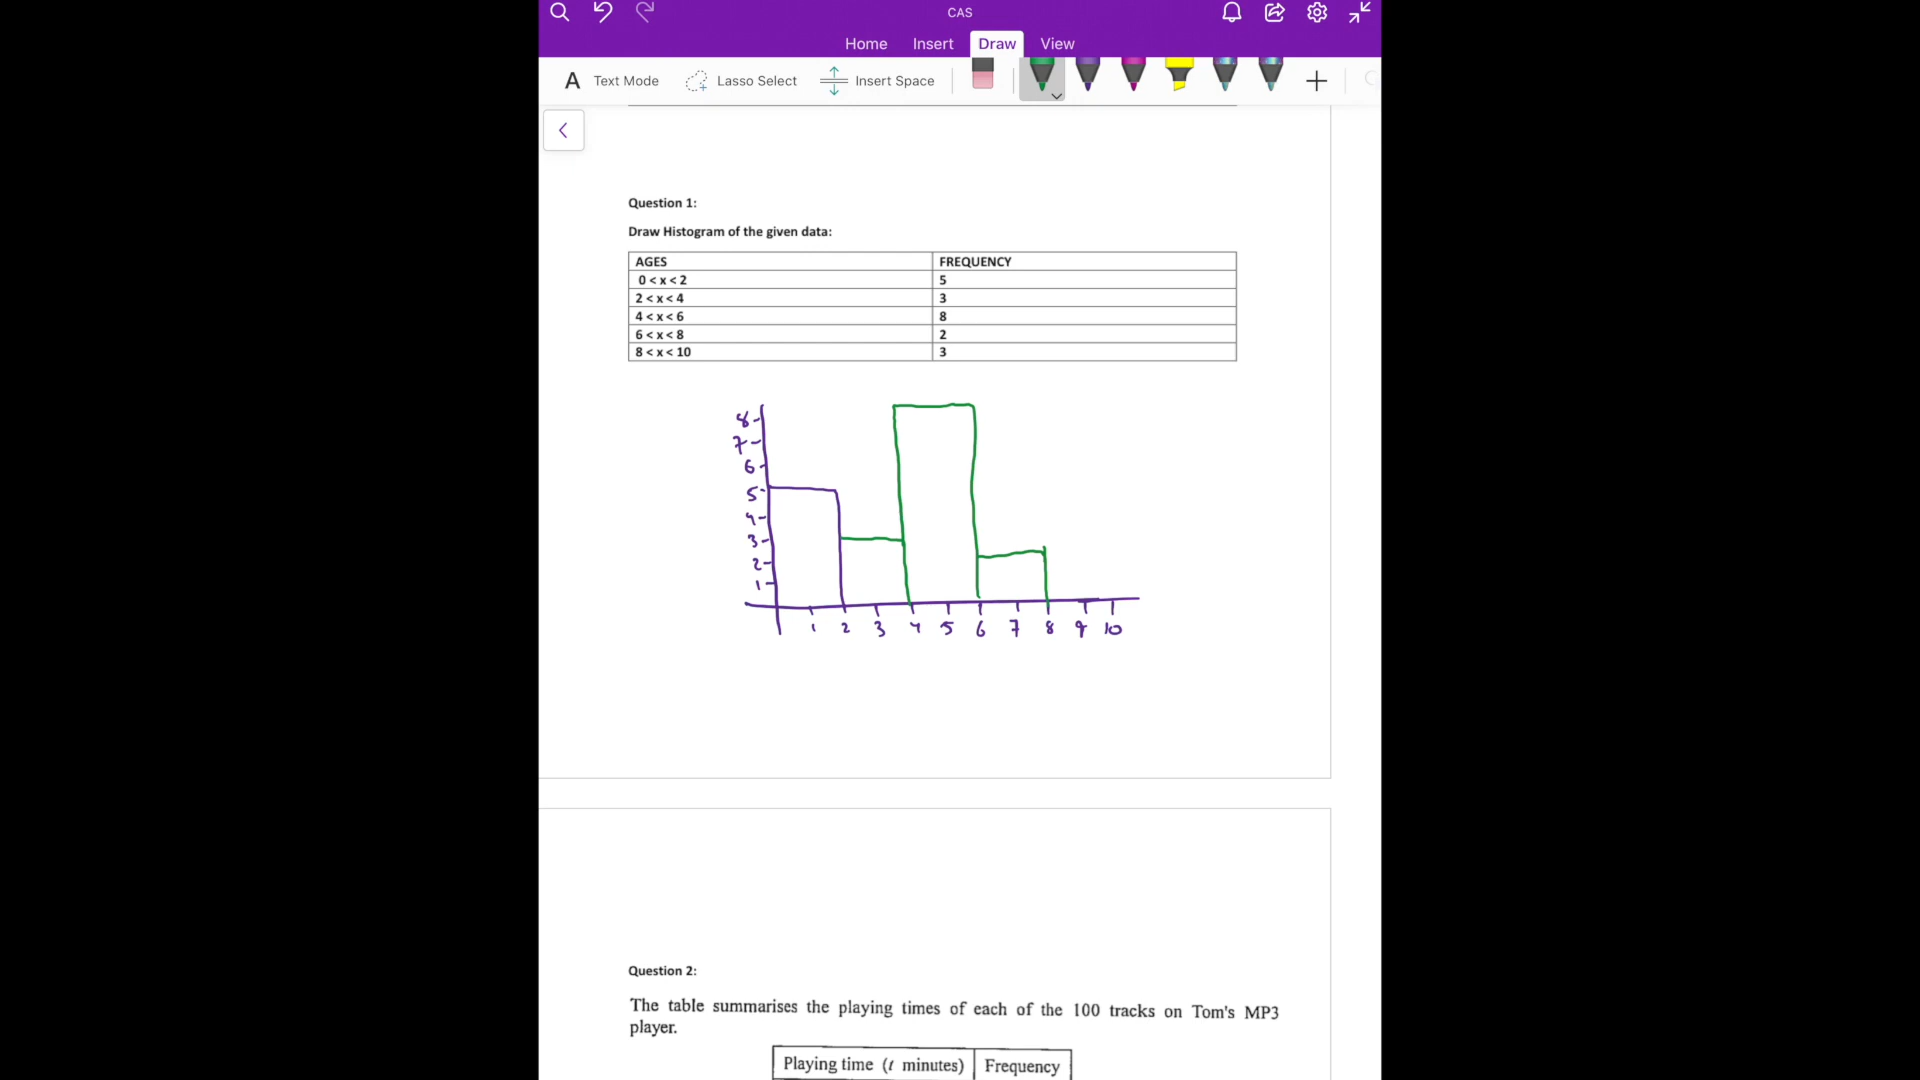 CAS
Home Insert Draw View
A Text Mode Lasso Select Insert Space
Question 1:
Draw Histogram of the given data:
AGES FREQUENCY
0 < x < 2 5
2 < x < 4 3
4 < x < 6 8
6 < x < 8 2
8 < x < 10 3
8
7
6
5
4
3
2
1
1 2 3 4 5 6 7 8 9 10
Question 2:
The table summarises the playing times of each of the 100 tracks on Tom's MP3
player.
Playing time (t minutes) Frequency